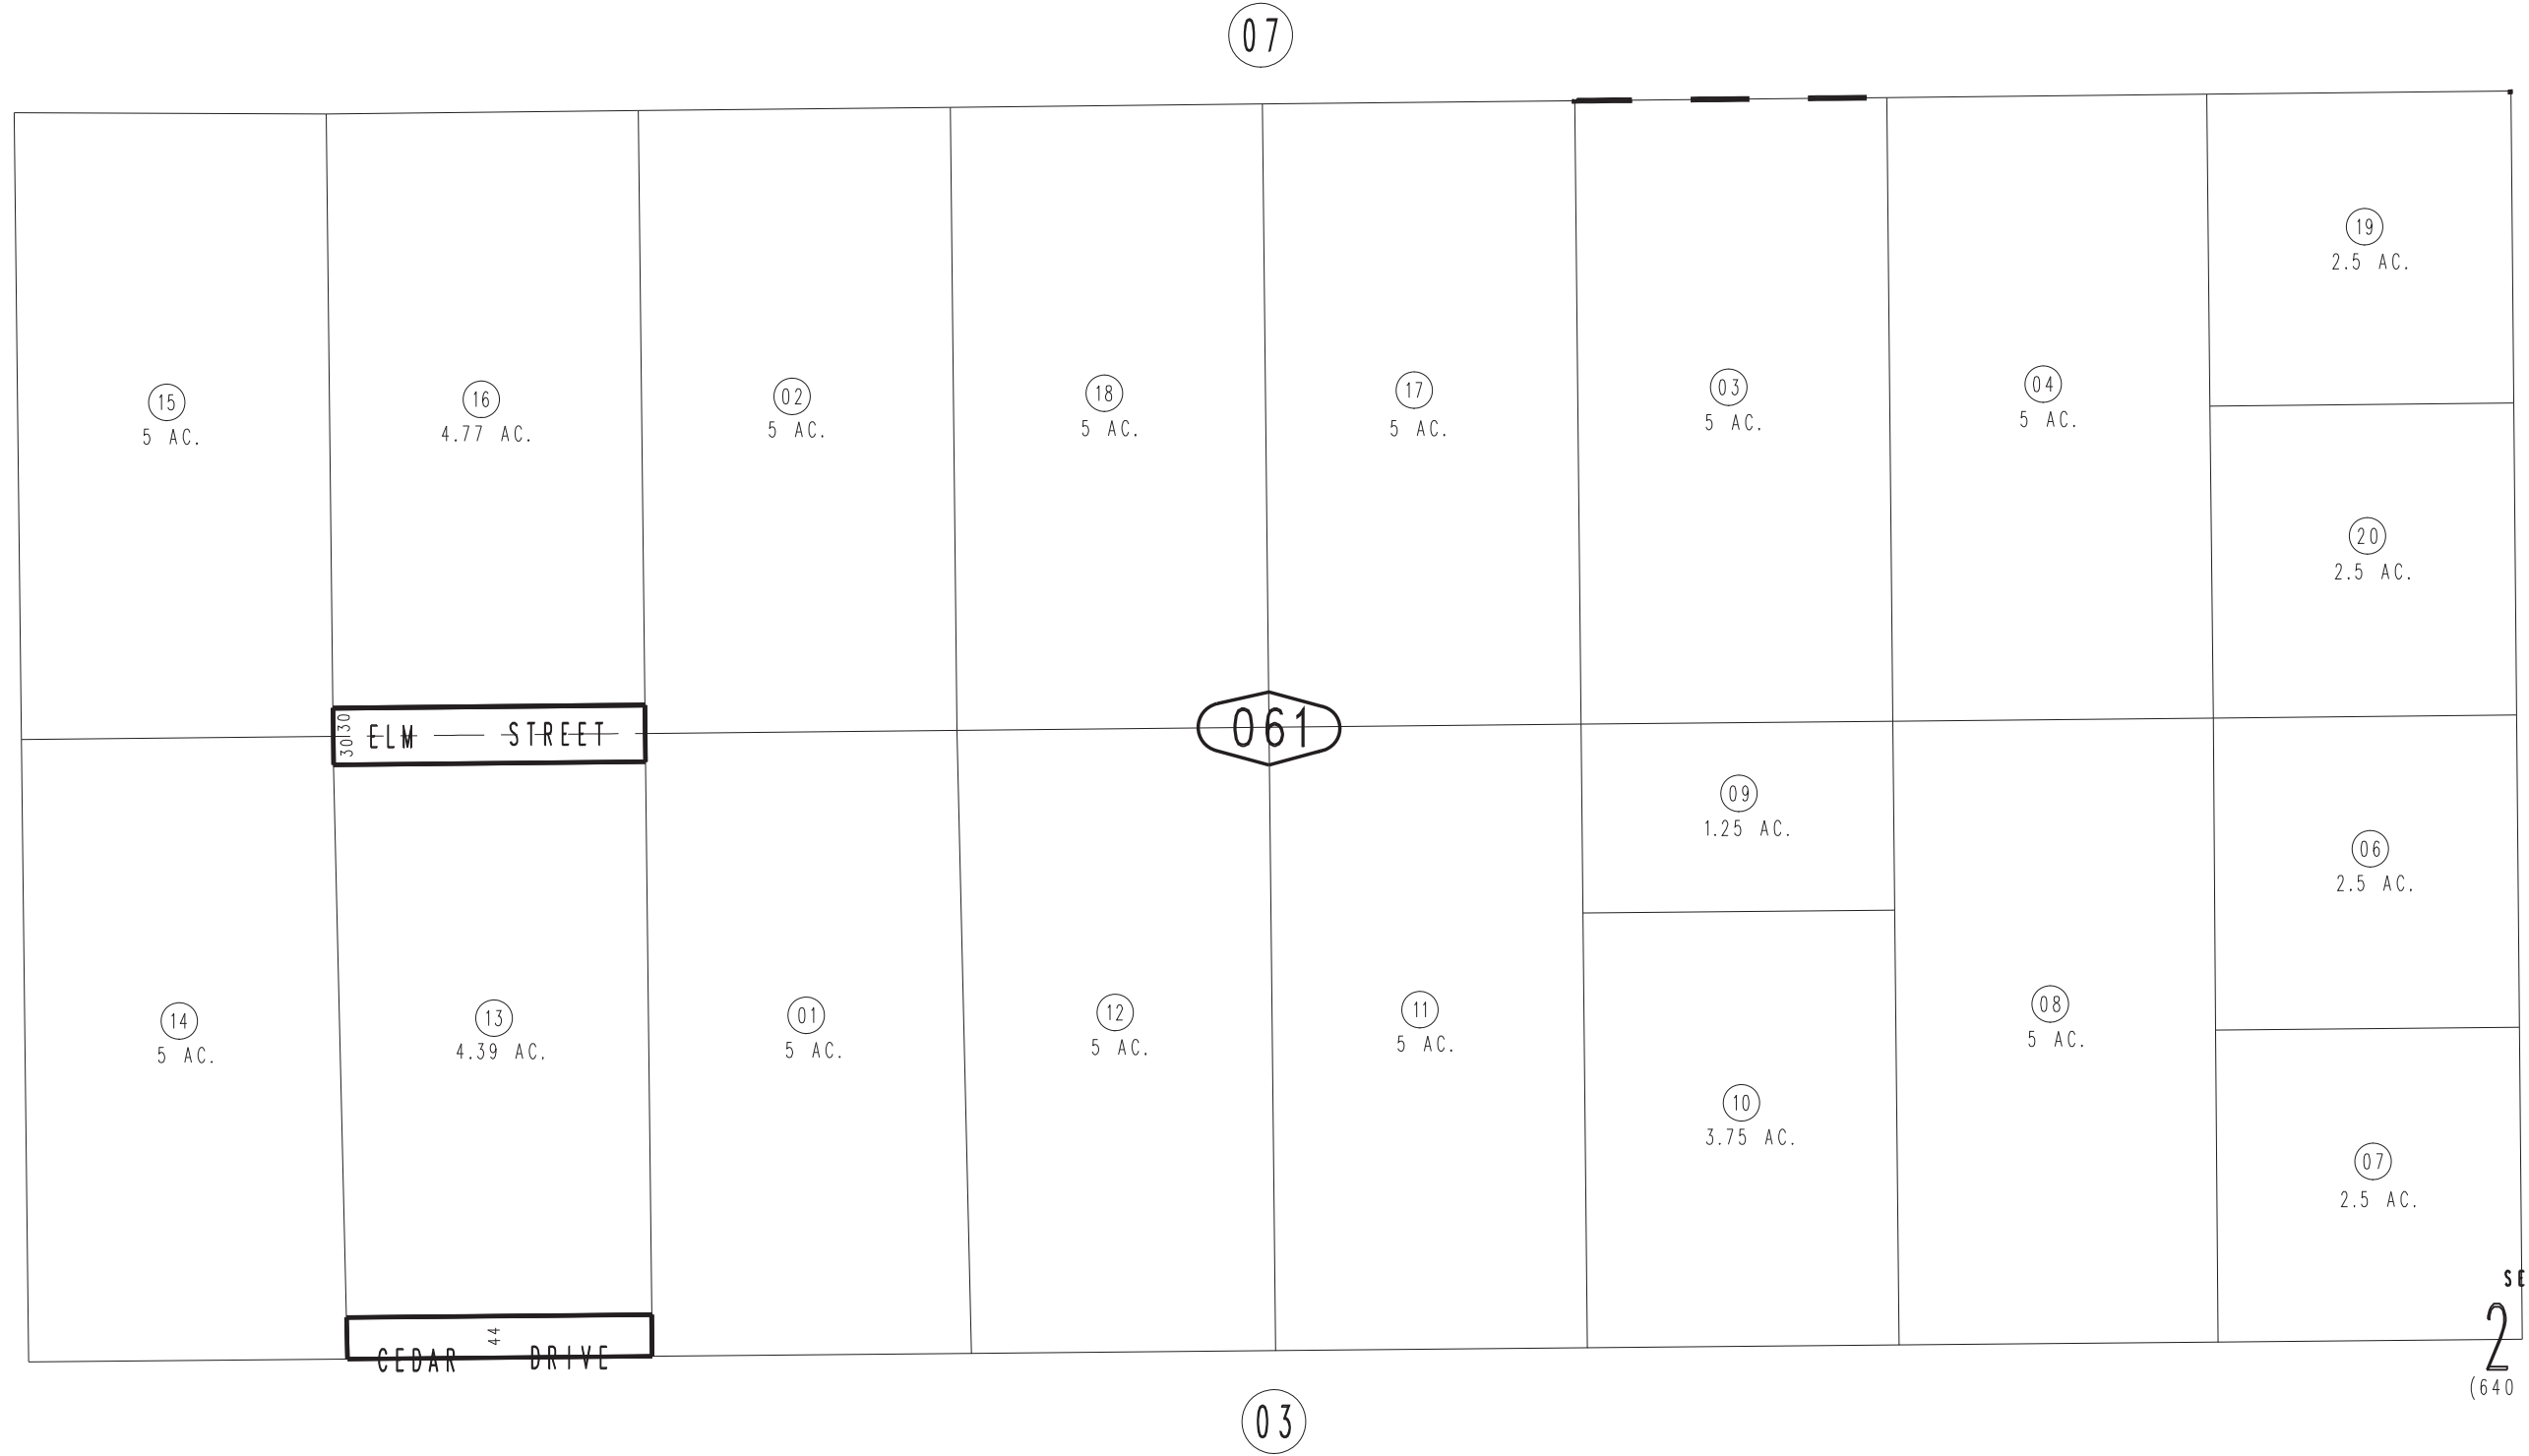 07
19
2.5 AC.
15
5 AC.
16
4.77 AC.
02
5 AC.
18
5 AC.
17
5 AC.
03
5 AC.
04
5 AC.
20
2.5 AC.
30 30
ELM STREET
061
09
1.25 AC.
06
2.5 AC.
14
5 AC.
13
4.39 AC.
01
5 AC.
12
5 AC.
11
5 AC.
08
5 AC.
10
3.75 AC.
07
2.5 AC.
SE
2
(640
44
CEDAR DRIVE
03